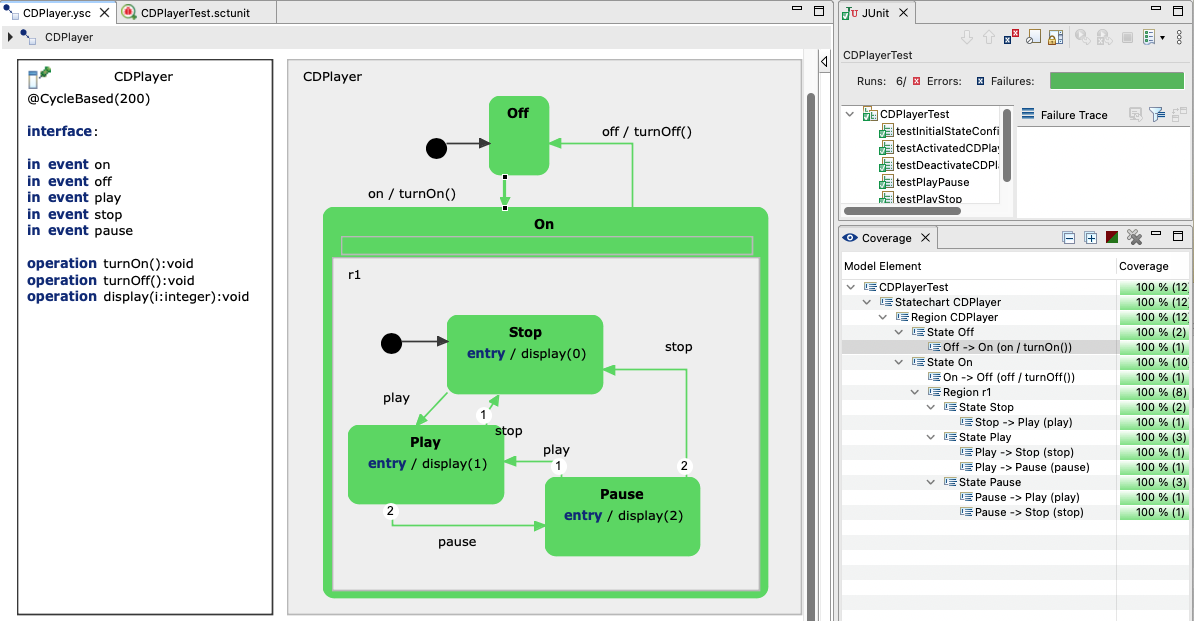 CDPlayer.ysc
CDPlayerTest.sctunit
CDPlayer
CDPlayer
@CycleBased(200)
interface:
in event on
in event off
in event play
in event stop
in event pause
operation turnOn():void
operation turnOff():void
operation display(i:integer):void
CDPlayer
Off
off / turnOff()
on / turnOn()
On
r1
Stop
entry / display(0)
stop
play
1
stop
Play
entry / display(1)
play
1
2
Pause
entry / display(2)
2
pause
JUnit
CDPlayerTest
Runs: 6/ Errors: Failures:
CDPlayerTest
testInitialStateConfi
testActivatedCDPlay
testDeactivateCDPl
testPlayPause
testPlayStop
Failure Trace
Coverage
Model Element Coverage
CDPlayerTest 100 % (12
Statechart CDPlayer 100 % (12
Region CDPlayer 100 % (12
State Off 100 % (2)
Off -> On (on / turnOn()) 100 % (1)
State On 100 % (10
On -> Off (off / turnOff()) 100 % (1)
Region r1 100 % (8)
State Stop 100 % (2)
Stop -> Play (play) 100 % (1)
State Play 100 % (3)
Play -> Stop (stop) 100 % (1)
Play -> Pause (pause) 100 % (1)
State Pause 100 % (3)
Pause -> Play (play) 100 % (1)
Pause -> Stop (stop) 100 % (1)